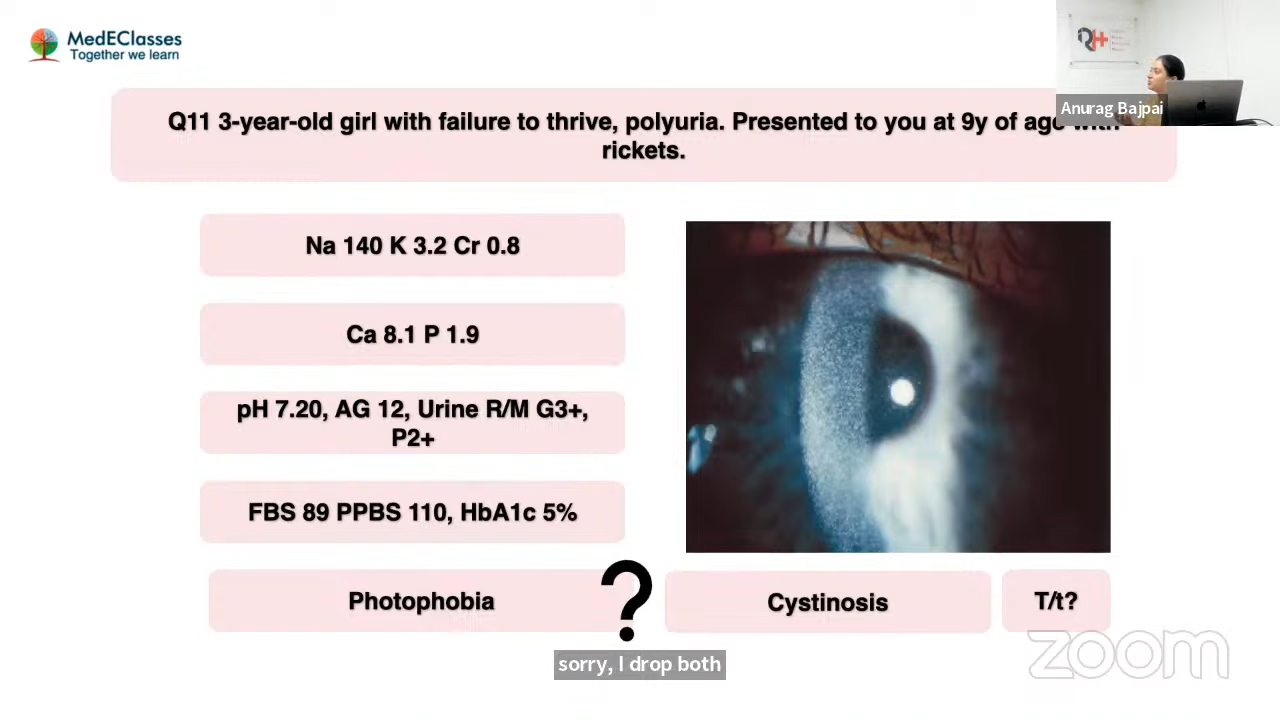 MedEClasses
Together we learn
Anurag Bajpai
Q11 3-year-old girl with failure to thrive, polyuria. Presented to you at 9y of age with
rickets.
Na 140 K 3.2 Cr 0.8
Ca 8.1 P 1.9
pH 7.20, AG 12, Urine R/M G3+,
P2+
FBS 89 PPBS 110, HbA1c 5%
Photophobia
?
Cystinosis
T/t?
sorry, I drop both
zoom